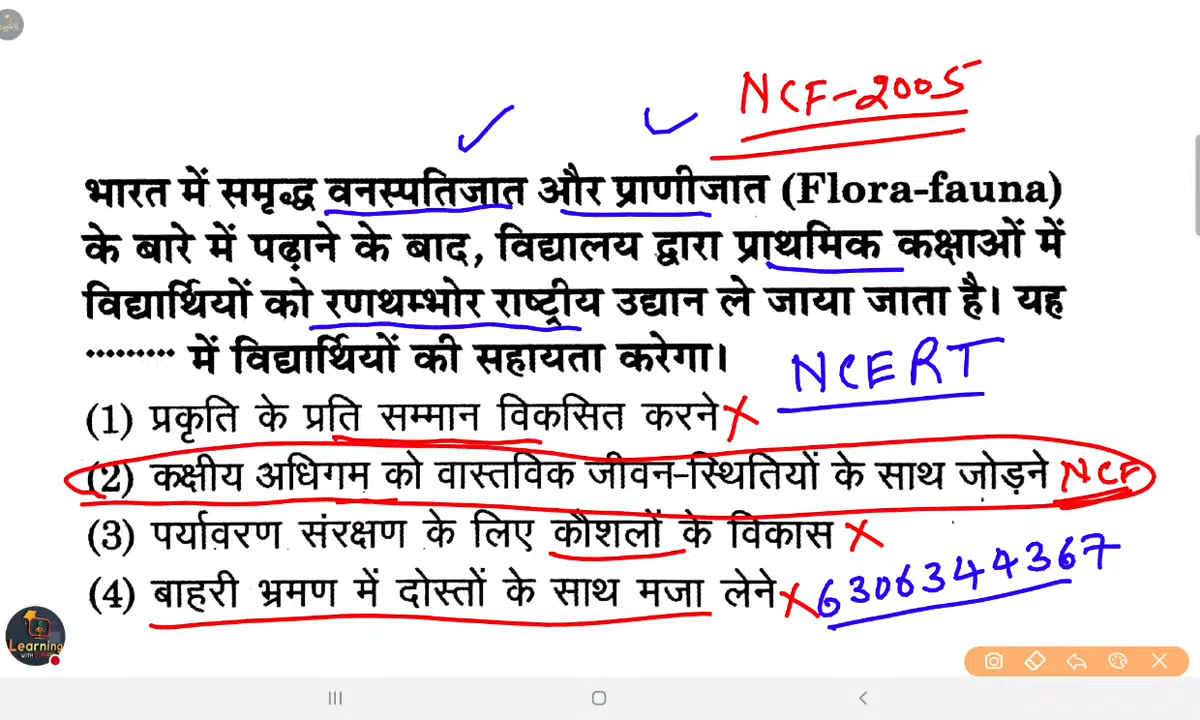 NCF-2005
भारत में समृद्ध वनस्पतिजात और प्राणीजात (Flora-fauna)
के बारे में पढ़ाने के बाद, विद्यालय द्वारा प्राथमिक कक्षाओं में
विद्यार्थियों को रणथम्भोर राष्ट्रीय उद्यान ले जाया जाता है। यह
......... में विद्यार्थियों की सहायता करेगा।
NCERT
(1) प्रकृति के प्रति सम्मान विकसित करने
(2) कक्षीय अधिगम को वास्तविक जीवन-स्थितियों के साथ जोड़ने NCF
(3) पर्यावरण संरक्षण के लिए कौशलों के विकास
(4) बाहरी भ्रमण में दोस्तों के साथ मजा लेने 6306344367
Learning